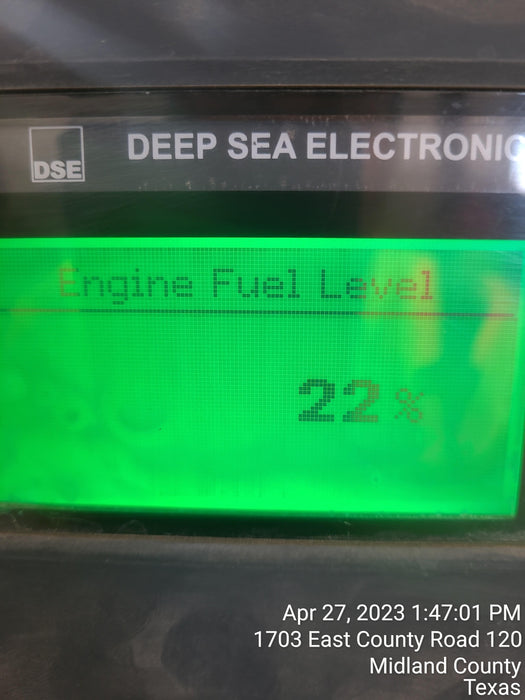 DSE
DEEP SEA ELECTRONIC
Engine Fuel Level
22 %
Apr 27, 2023 1:47:01 PM
1703 East County Road 120
Midland County
Texas